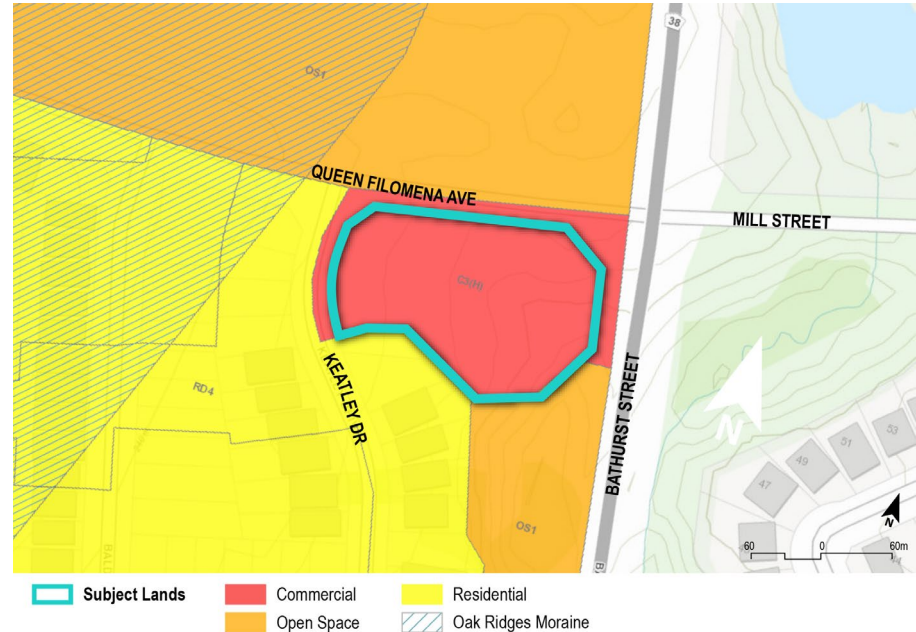 38
OS1
QUEEN FILOMENA AVE
MILL STREET
C3(H)
RD4
KEATLEY DR
BATHURST STREET
N
53
51
49
47
OS1
N
60 0 60m
Subject Lands
Commercial
Residential
Open Space
Oak Ridges Moraine